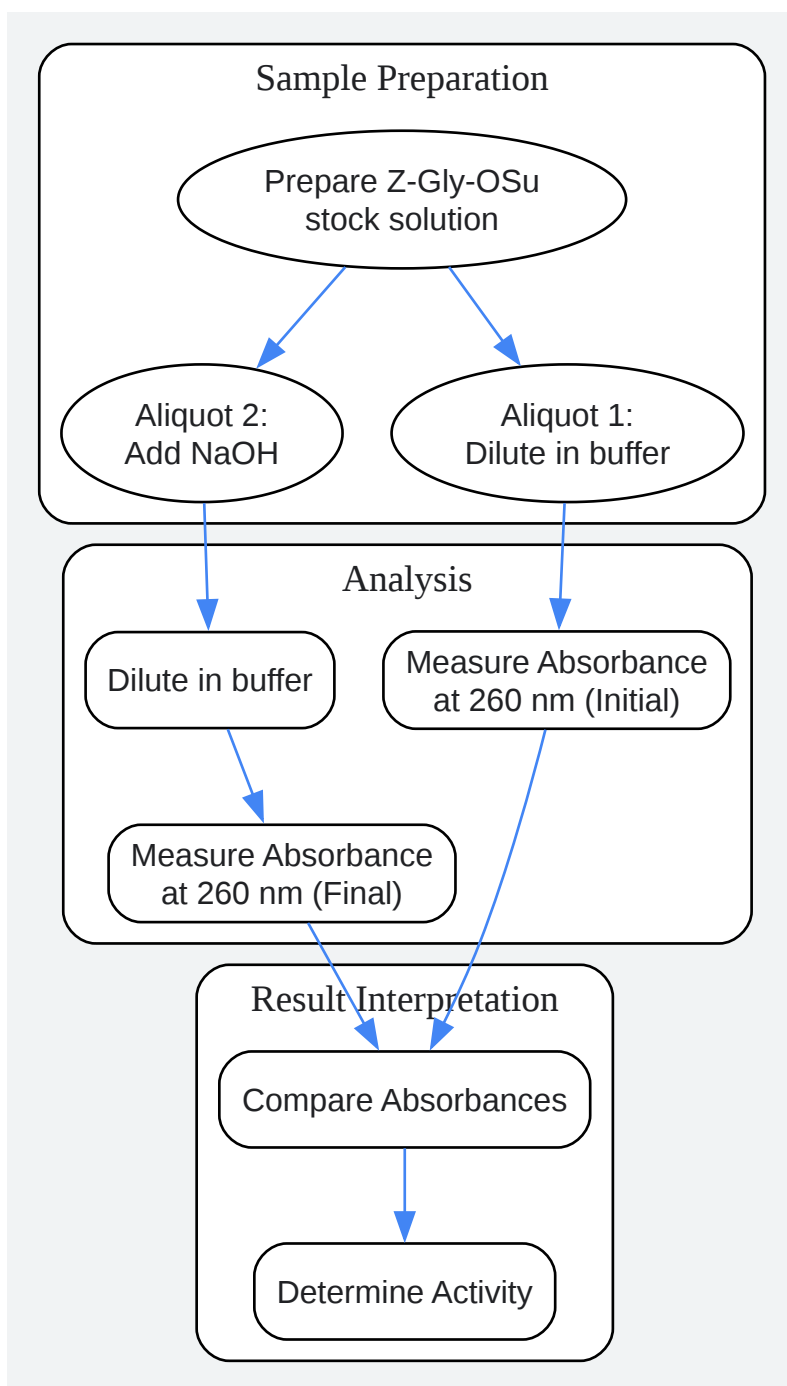 Sample Preparation
Prepare Z-Gly-OSu
stock solution
Aliquot 2:
Add NaOH
Aliquot 1:
Dilute in buffer
Analysis
Dilute in buffer
Measure Absorbance
at 260 nm (Initial)
Measure Absorbance
at 260 nm (Final)
Result Interpretation
Compare Absorbances
Determine Activity